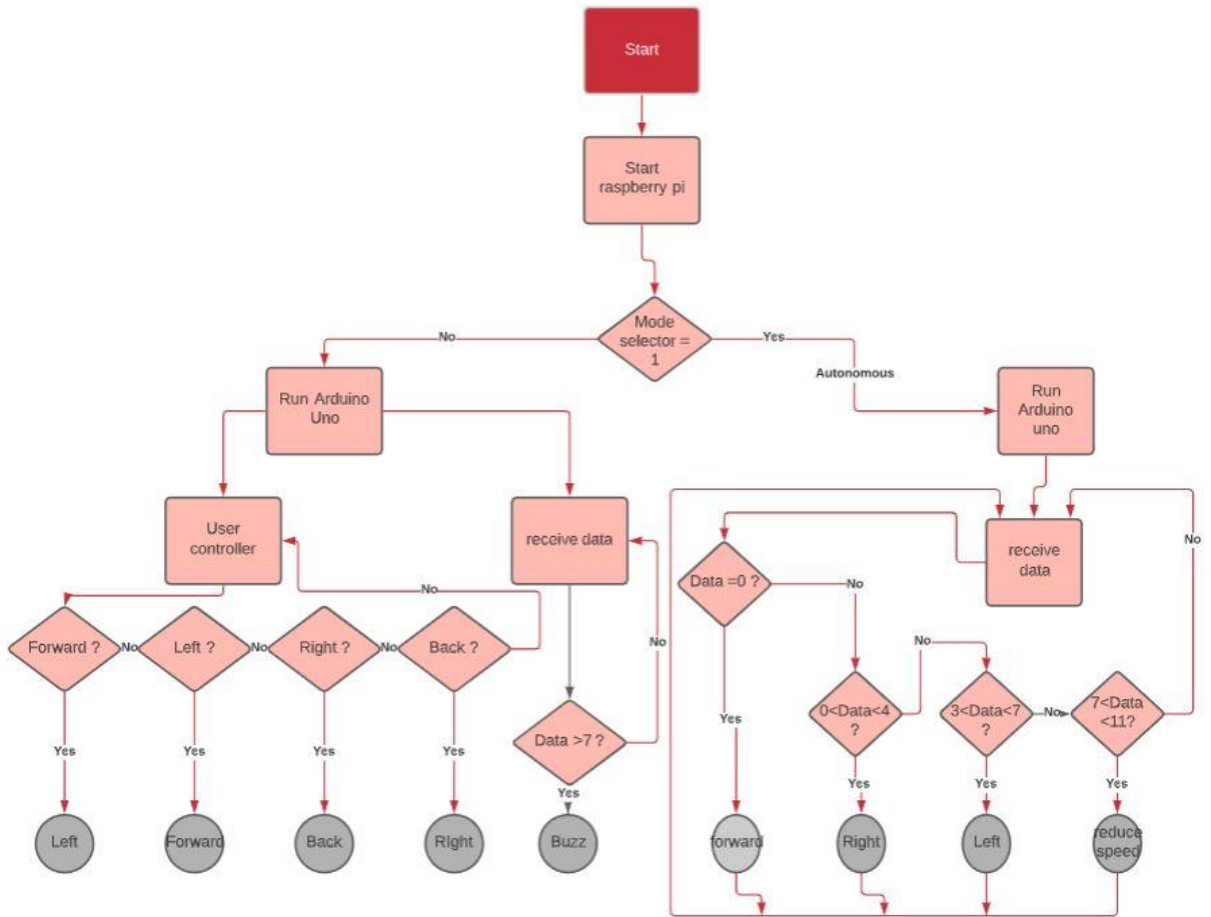 Start
Start
raspberry pi
Mode
selector =
1
No
Yes
Autonomous
Run Arduino
Uno
Run
Arduino
uno
User
controller
receive data
receive
data
No
Data =0 ?
No
No
Forward ?
No
Left ?
No
Right ?
No
Back ?
No
No
0<Data<4
?
3<Data<7
?
No
7<Data
<11?
Data >7 ?
Yes
Yes
Yes
Yes
Yes
Yes
Yes
Yes
Yes
Left
Forward
Back
RIght
Buzz
forward
Right
Left
reduce
speed